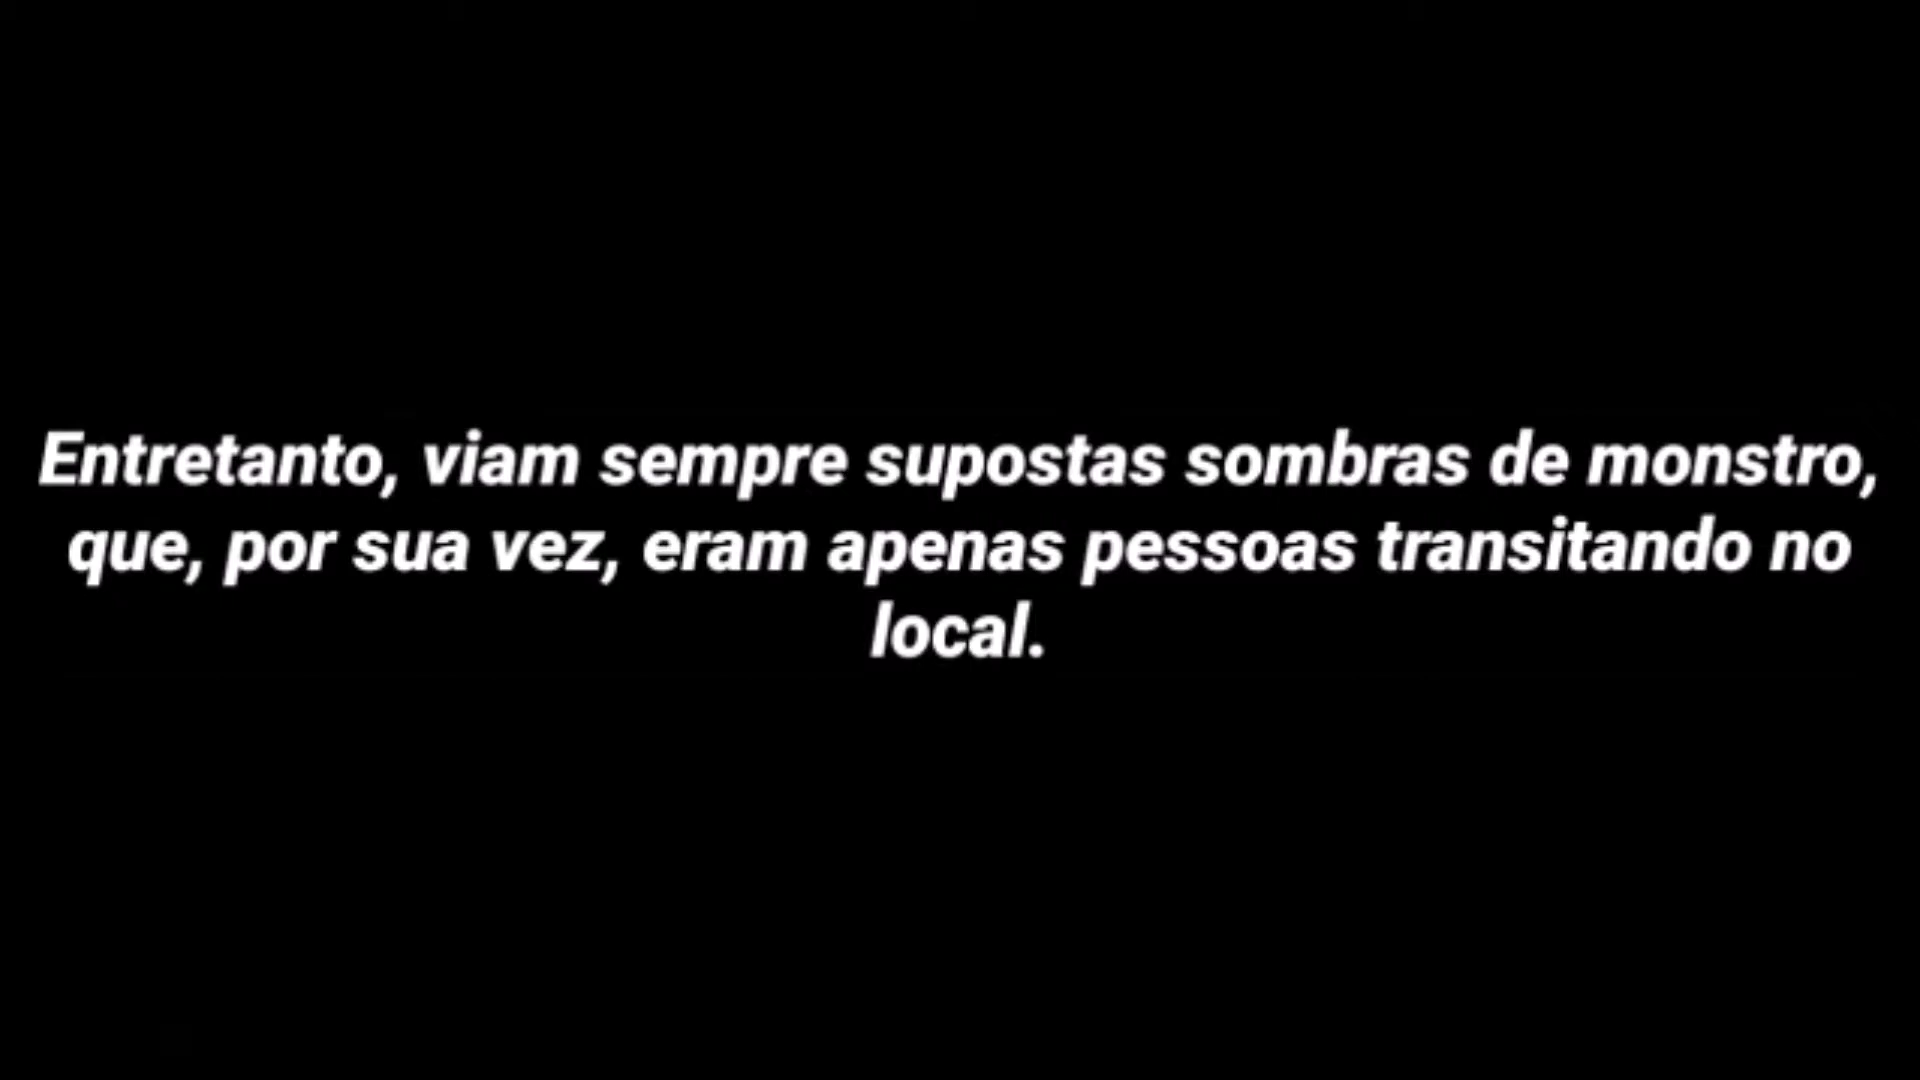 Entretanto, viam sempre supostas sombras de monstro,
que, por sua vez, eram apenas pessoas transitando no
local.